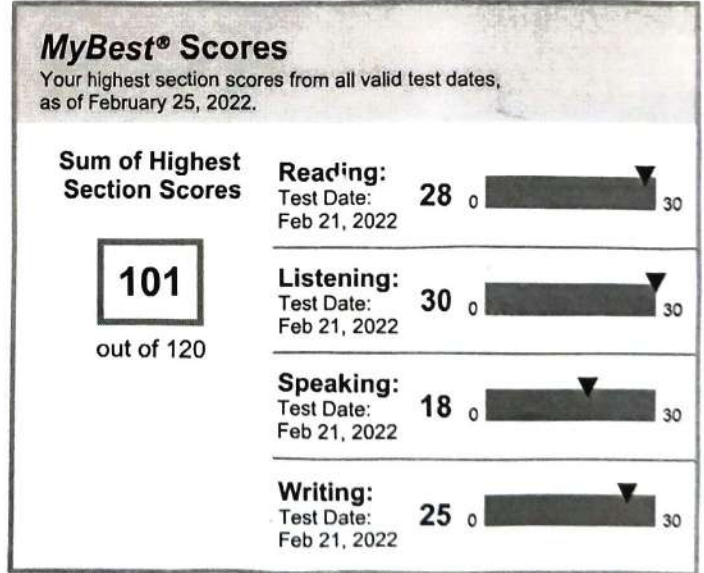 MyBest® Scores
Your highest section scores from all valid test dates,
as of February 25, 2022.
Sum of Highest
Section Scores
101
out of 120
Reading:
Test Date:
Feb 21, 2022
28
0
30
Listening:
Test Date:
Feb 21, 2022
30
0
30
Speaking:
Test Date:
Feb 21, 2022
18
0
30
Writing:
Test Date:
Feb 21, 2022
25
0
30